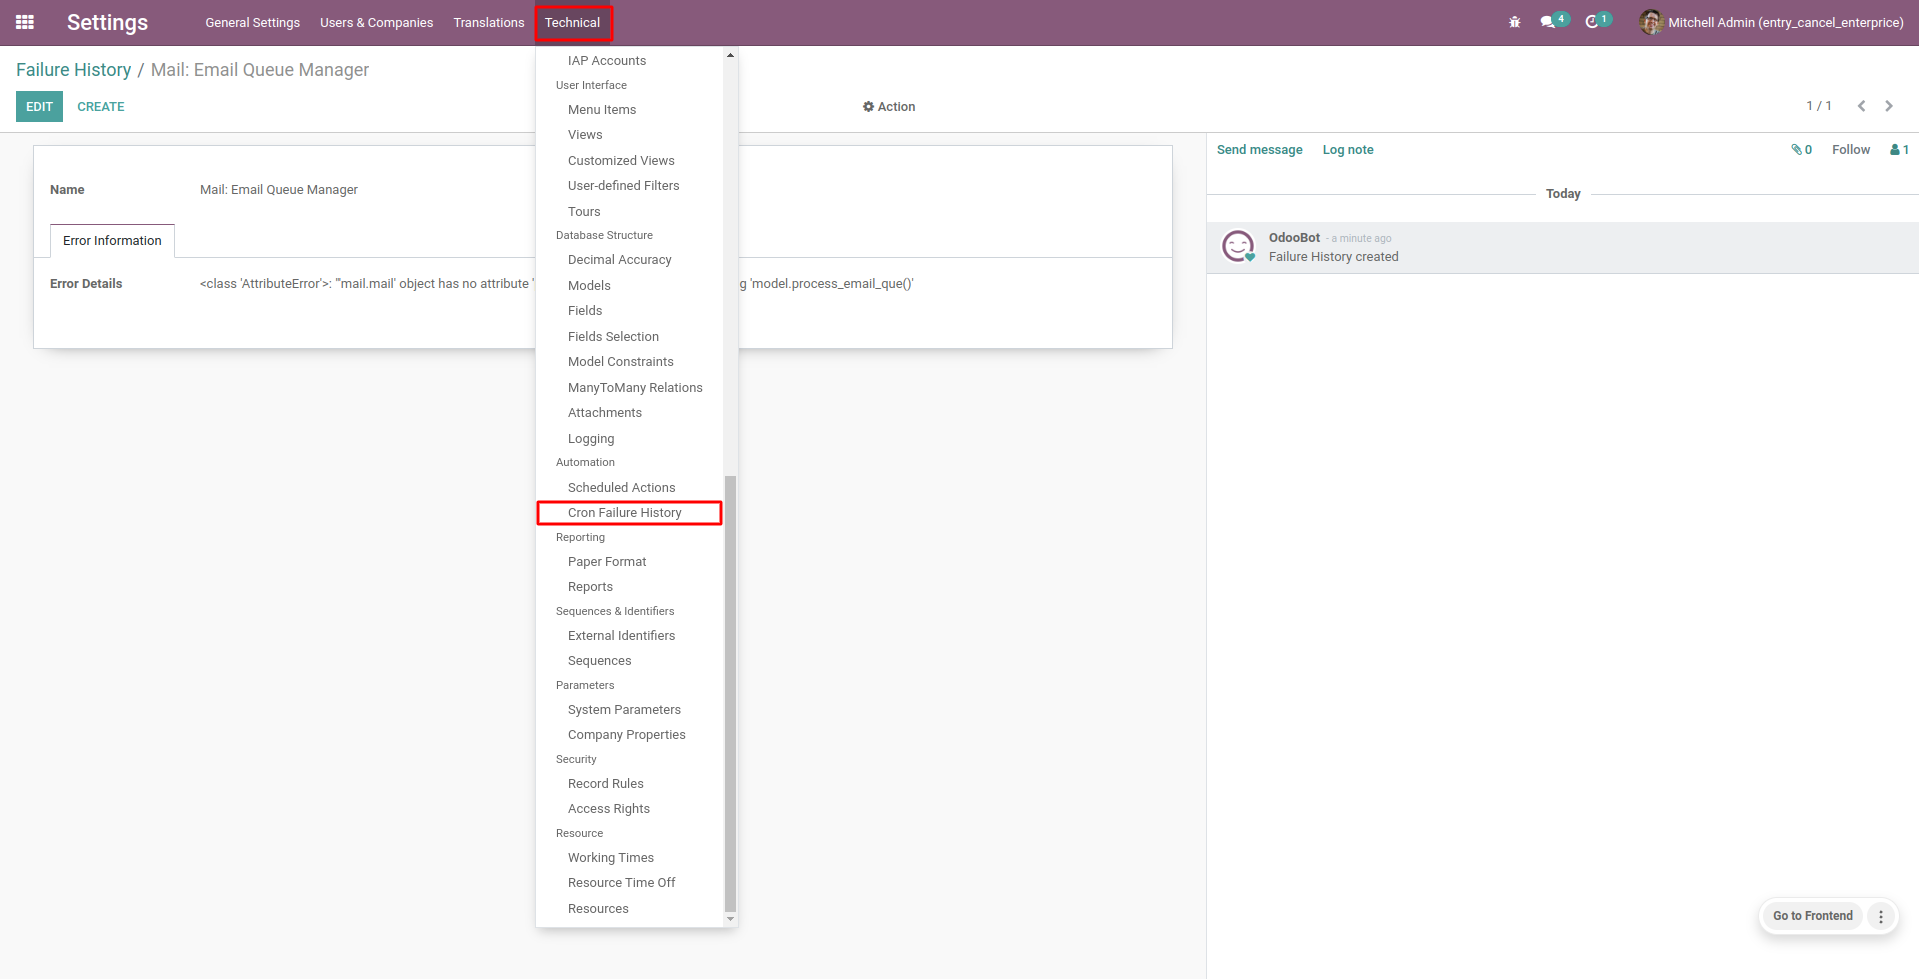 Settings
General Settings
Users & Companies
Translations
Technical
4
1
Mitchell Admin (entry_cancel_enterprice)
Failure History / Mail: Email Queue Manager
EDIT
CREATE
Action
1 / 1
Name
Mail: Email Queue Manager
Error Information
Error Details
<class 'AttributeError'>: "'mail.mail' object has no attribute '
g 'model.process_email_que()'
IAP Accounts
User Interface
Menu Items
Views
Customized Views
User-defined Filters
Tours
Database Structure
Decimal Accuracy
Models
Fields
Fields Selection
Model Constraints
ManyToMany Relations
Attachments
Logging
Automation
Scheduled Actions
Cron Failure History
Reporting
Paper Format
Reports
Sequences & Identifiers
External Identifiers
Sequences
Parameters
System Parameters
Company Properties
Security
Record Rules
Access Rights
Resource
Working Times
Resource Time Off
Resources
Send message
Log note
0
Follow
1
Today
OdooBot - a minute ago
Failure History created
Go to Frontend